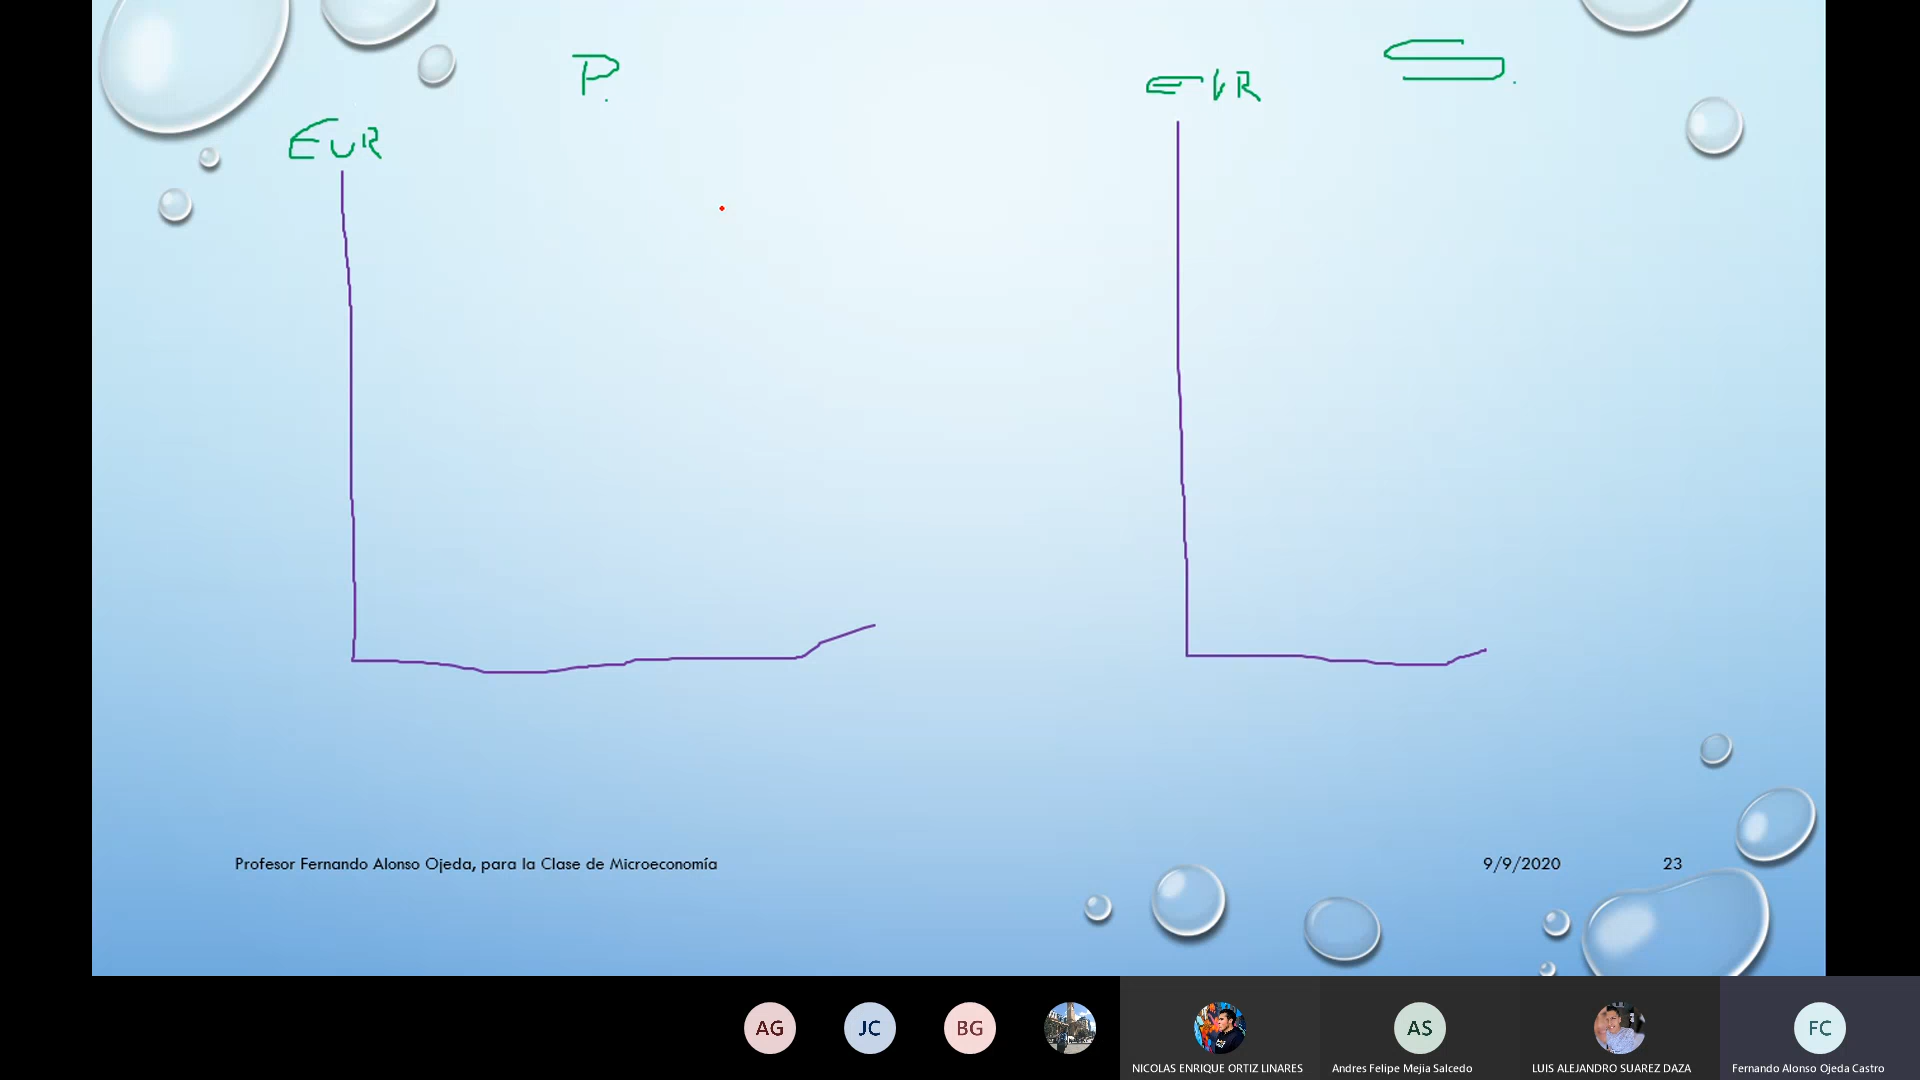 P.
EUR
EUR
S.
Profesor Fernando Alonso Ojeda, para la Clase de Microeconomía
9/9/2020
23
AG
JC
BG
AS
FC
NICOLAS ENRIQUE ORTIZ LINARES
Andres Felipe Mejia Salcedo
LUIS ALEJANDRO SUAREZ DAZA
Fernando Alonso Ojeda Castro